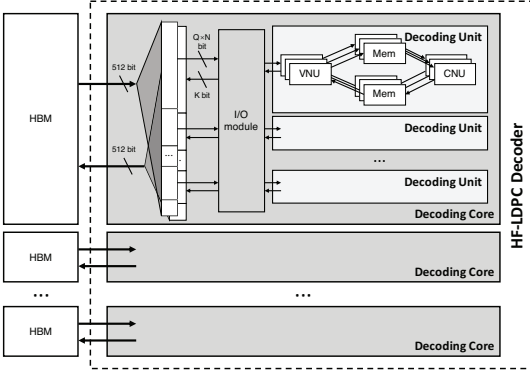 HBM
512 bit
512 bit
...
Q×N
bit
K bit
I/O
module
Decoding Unit
VNU
Mem
Mem
CNU
Decoding Unit
...
Decoding Unit
Decoding Core
HBM
Decoding Core
...
...
HBM
Decoding Core
HF-LDPC Decoder